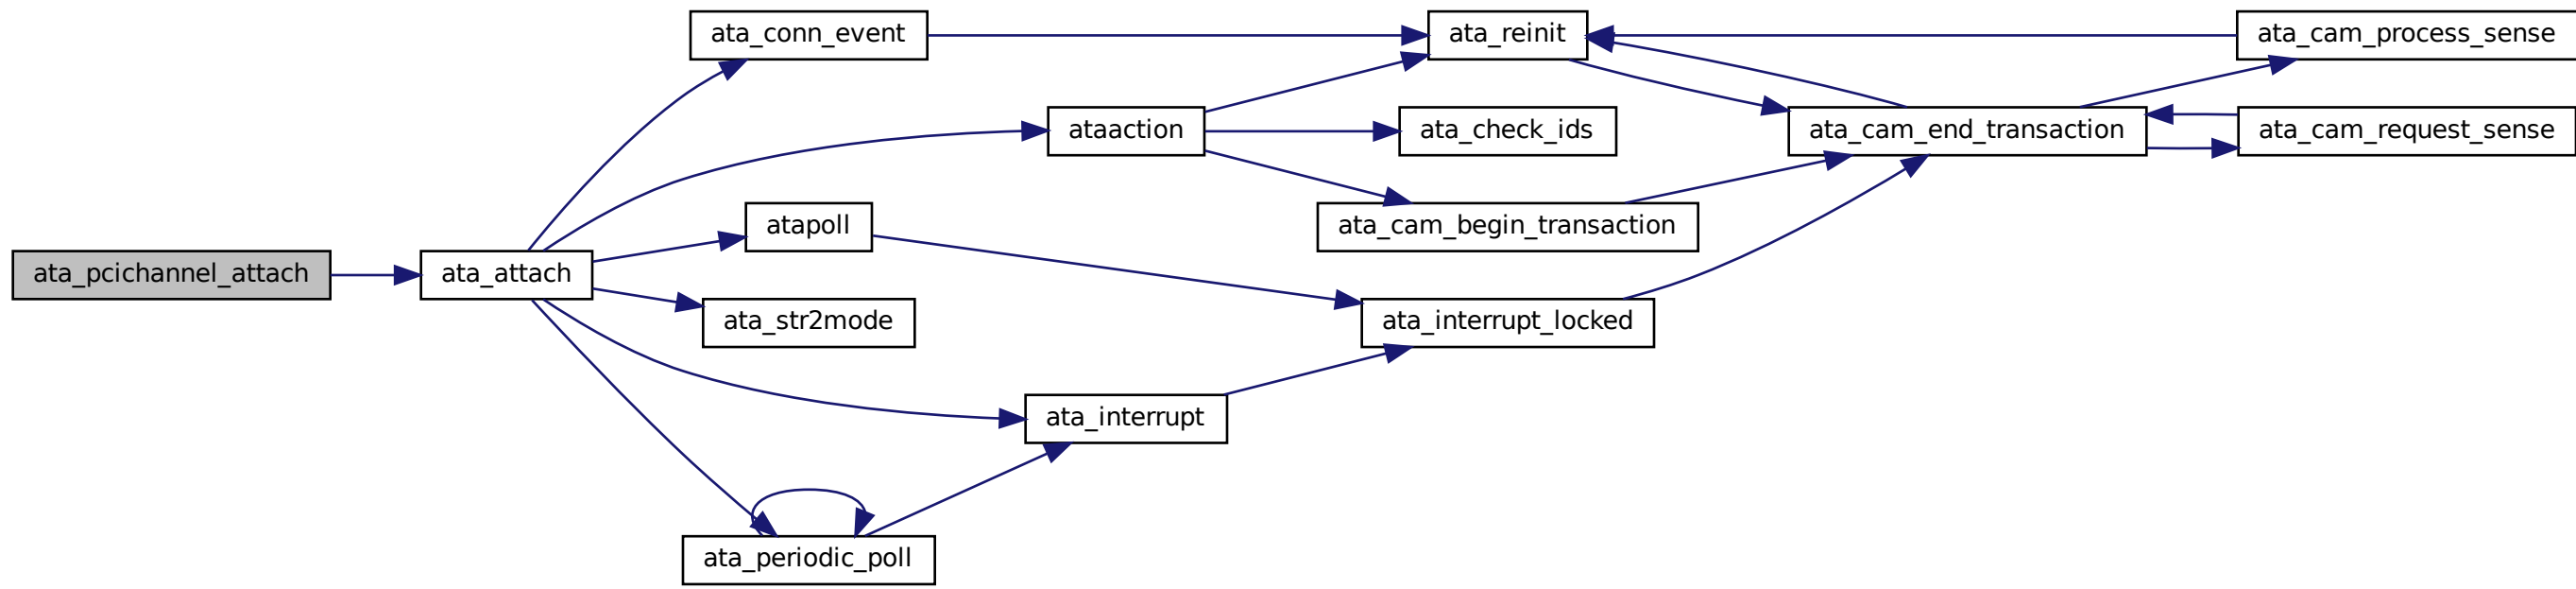 ata_conn_event
ata_reinit
ata_cam_process_sense
ataaction
ata_check_ids
ata_cam_end_transaction
ata_cam_request_sense
atapoll
ata_cam_begin_transaction
ata_pcichannel_attach
ata_attach
ata_str2mode
ata_interrupt_locked
ata_interrupt
ata_periodic_poll